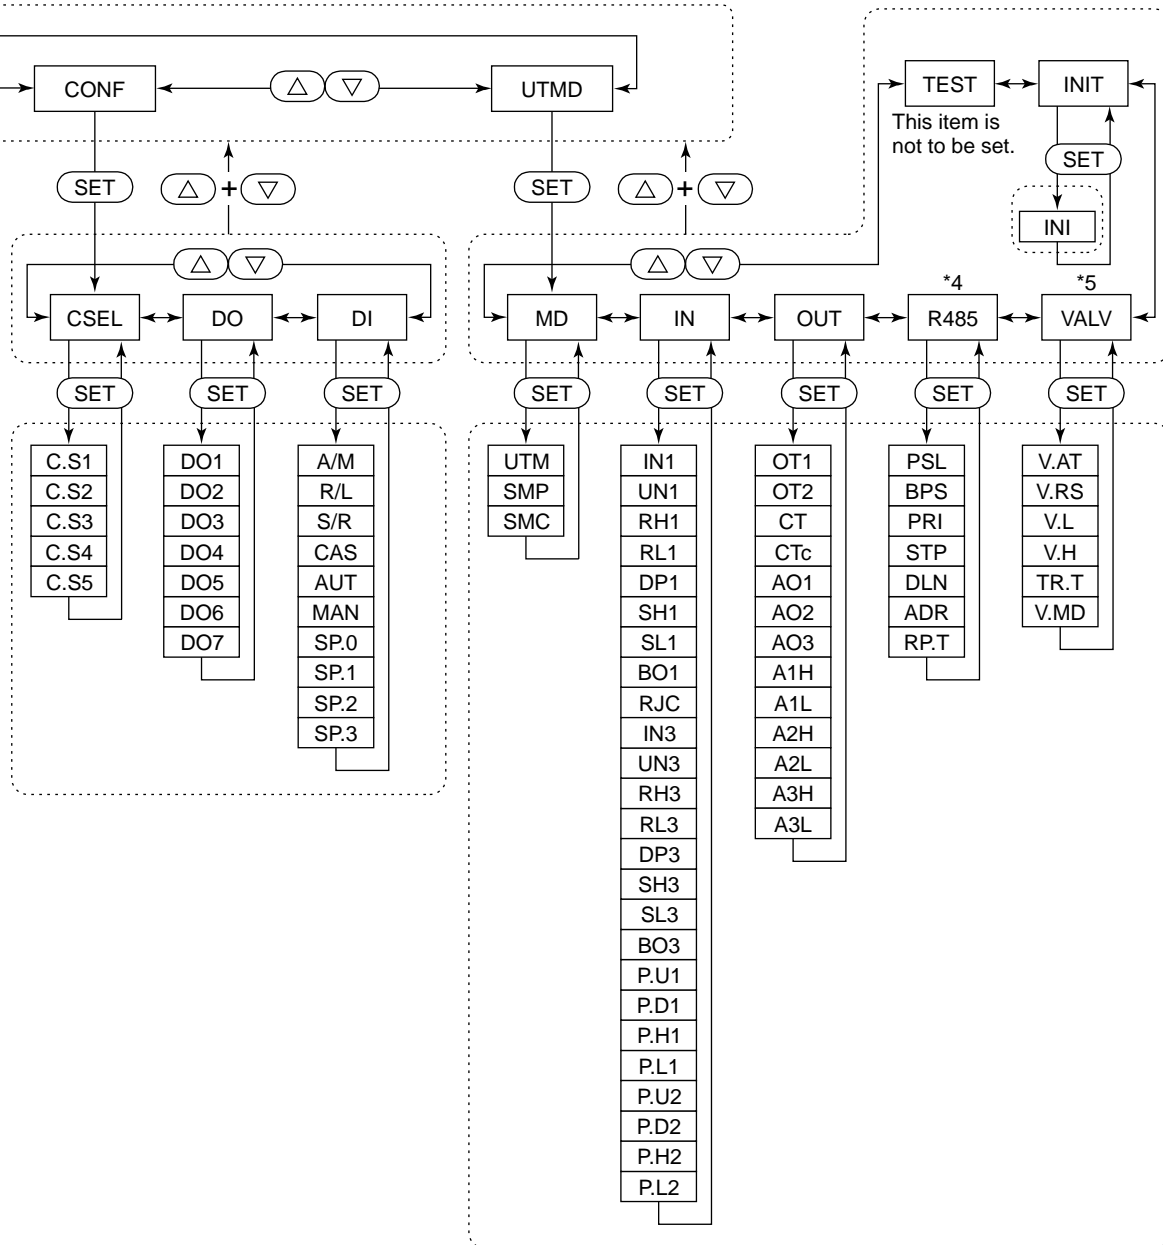 CONF
UTMD
TEST
INIT
This item is
not to be set.
SET
SET
+
SET
+
INI
*4
*5
CSEL
DO
DI
MD
IN
OUT
R485
VALV
SET
SET
SET
SET
SET
SET
SET
SET
C.S1
C.S2
C.S3
C.S4
C.S5
DO1
DO2
DO3
DO4
DO5
DO6
DO7
A/M
R/L
S/R
CAS
AUT
MAN
SP.0
SP.1
SP.2
SP.3
UTM
SMP
SMC
IN1
UN1
RH1
RL1
DP1
SH1
SL1
BO1
RJC
IN3
UN3
RH3
RL3
DP3
SH3
SL3
BO3
P.U1
P.D1
P.H1
P.L1
P.U2
P.D2
P.H2
P.L2
OT1
OT2
CT
CTc
AO1
AO2
AO3
A1H
A1L
A2H
A2L
A3H
A3L
PSL
BPS
PRI
STP
DLN
ADR
RP.T
V.AT
V.RS
V.L
V.H
TR.T
V.MD